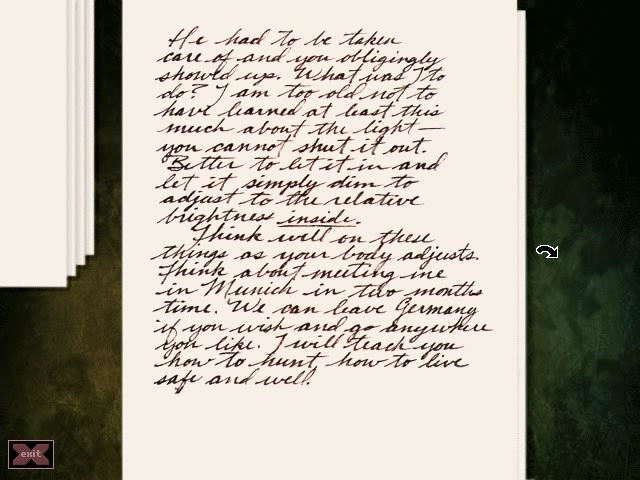 He had to be taken
care of and you obligingly
showed up. What was I to
do? I am too old not to
have learned at least this
much about the light—
you cannot shut it out.
Better to let it in and
let it simply dim to
adjust to the relative
brightness inside.
Think well on these
things as your body adjusts.
Think about meeting me
in Munich in two months
time. We can leave Germany
if you wish and go anywhere
you like. I will teach you
how to hunt, how to live
safe and well.
exit